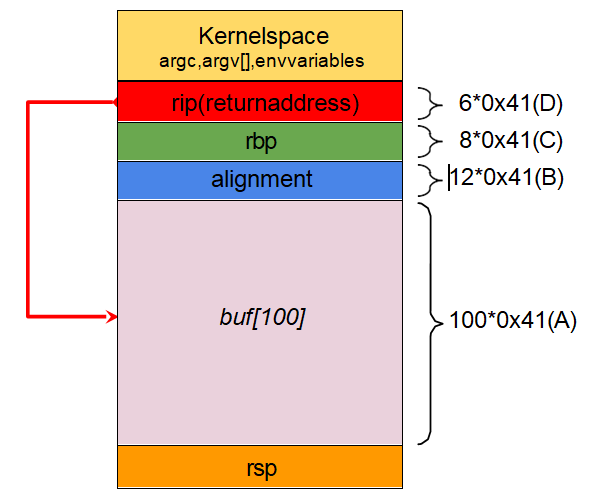 Kernelspace
argc,argv[],envvariables
rip(returnaddress)
6*0x41(D)
rbp
8*0x41(C)
alignment
12*0x41(B)
buf[100]
100*0x41(A)
rsp